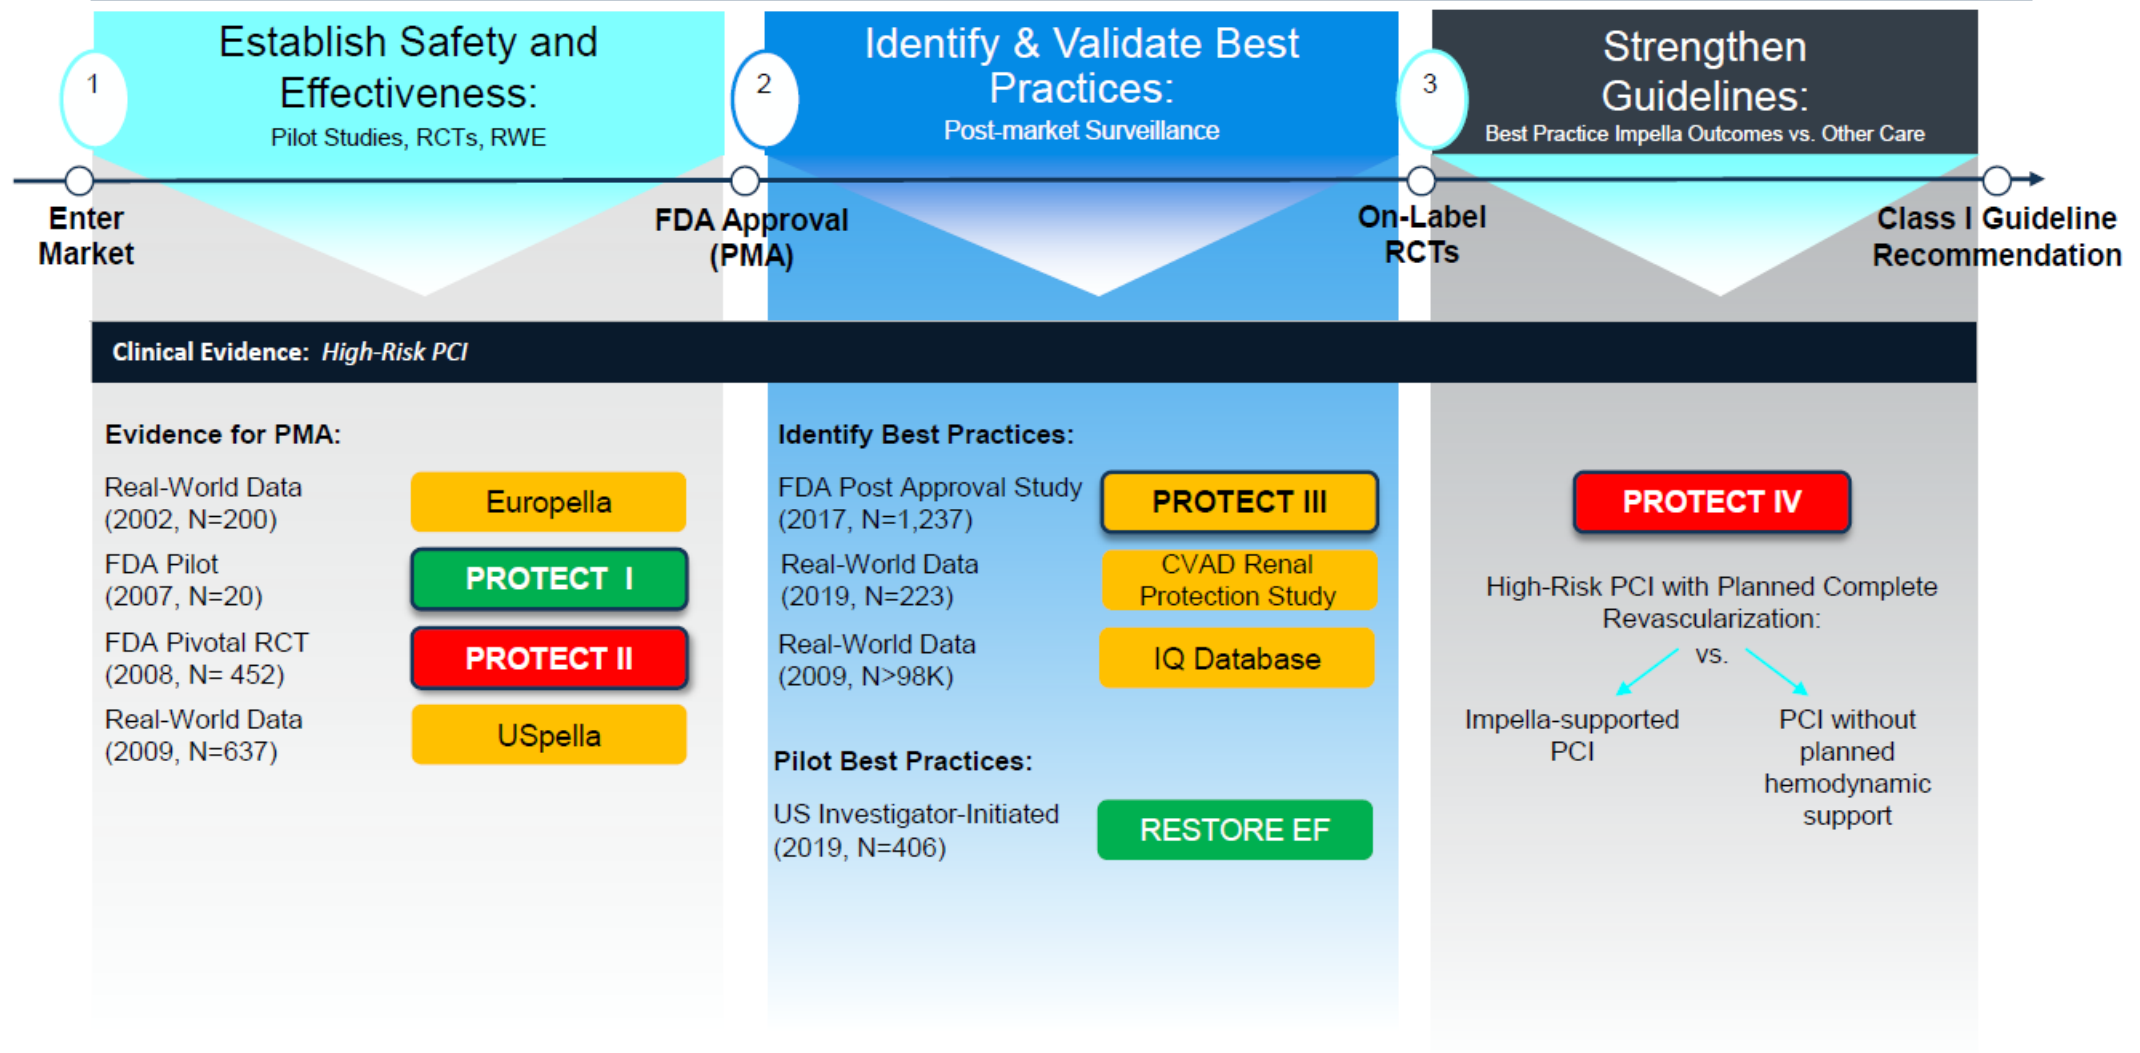 1
Establish Safety and
Effectiveness:
Pilot Studies, RCTs, RWE
2
Identify & Validate Best
Practices:
Post-market Surveillance
3
Strengthen
Guidelines:
Best Practice Impella Outcomes vs. Other Care
Enter
Market
FDA Approval
(PMA)
On-Label
RCTs
Class I Guideline
Recommendation
Clinical Evidence: High-Risk PCI
Evidence for PMA:
Real-World Data
(2002, N=200)
Europella
FDA Pilot
(2007, N=20)
PROTECT I
FDA Pivotal RCT
(2008, N= 452)
PROTECT II
Real-World Data
(2009, N=637)
USpella
Identify Best Practices:
FDA Post Approval Study
(2017, N=1,237)
PROTECT III
Real-World Data
(2019, N=223)
CVAD Renal
Protection Study
Real-World Data
(2009, N>98K)
IQ Database
Pilot Best Practices:
US Investigator-Initiated
(2019, N=406)
RESTORE EF
PROTECT IV
High-Risk PCI with Planned Complete
Revascularization:
vs.
Impella-supported
PCI
PCI without
planned
hemodynamic
support